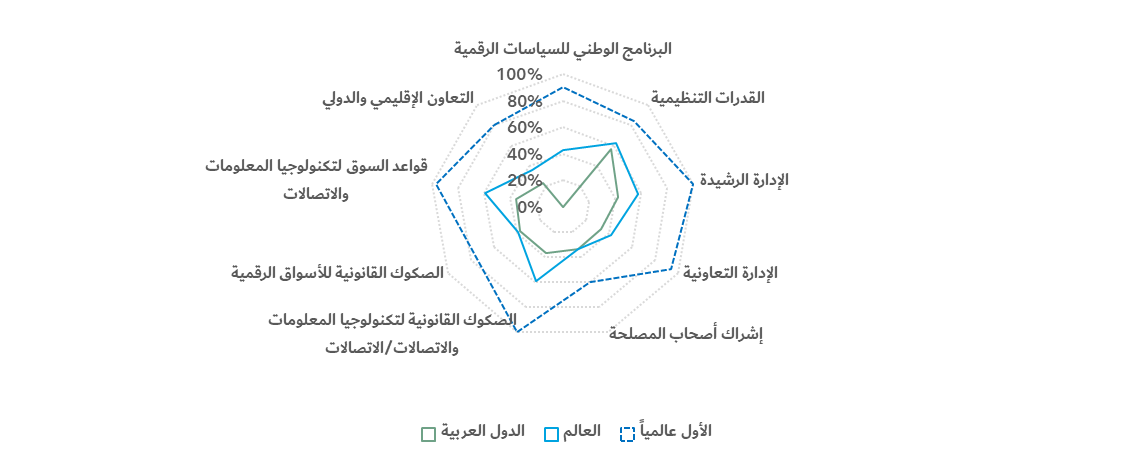 البرنامج الوطني للسياسات الرقمية
100%
80%
60%
40%
20%
0%
القدرات التنظيمية
الإدارة الرشيدة
الإدارة التعاونية
إشراك أصحاب المصلحة
الصكوك القانونية لتكنولوجيا المعلومات
والاتصالات/الاتصالات
الصكوك القانونية للأسواق الرقمية
قواعد السوق لتكنولوجيا المعلومات
والاتصالات
التعاون الإقليمي والدولي
الأول عالمياً
العالم
الدول العربية